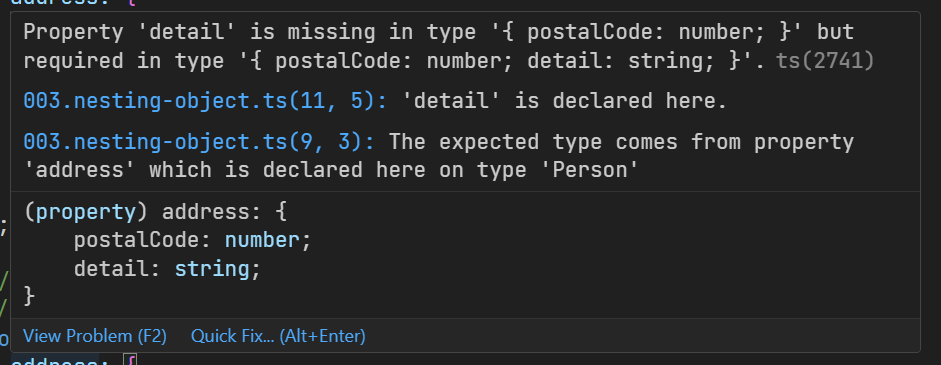 address: {
Property 'detail' is missing in type '{ postalCode: number; }' but
required in type '{ postalCode: number; detail: string; }'. ts(2741)
003.nesting-object.ts(11, 5): 'detail' is declared here.
003.nesting-object.ts(9, 3): The expected type comes from property
'address' which is declared here on type 'Person'
(property) address: {
;
postalCode: number;
detail: string;
/
}
/
View Problem (F2) Quick Fix... (Alt+Enter)
o
address: {